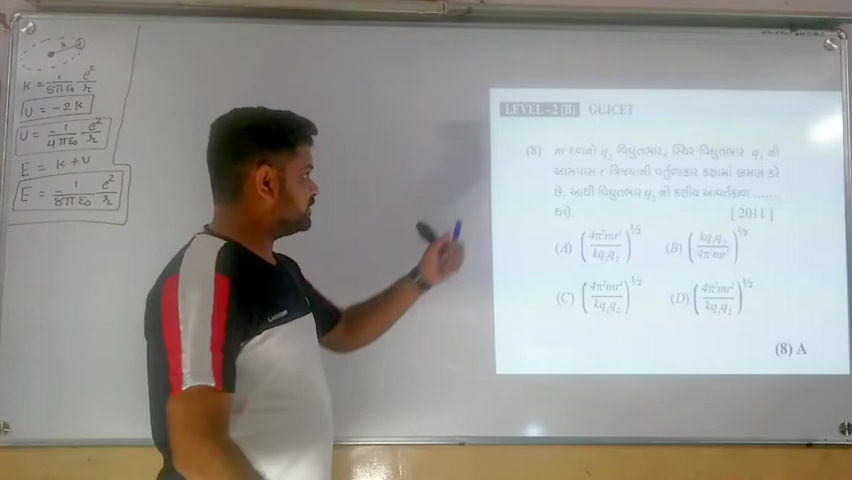 K = 1/8πε₀ e²/r
U = -2K
U = -1/4πε₀ e²/r
E = K + U
E = -1/8πε₀ e²/r
LEVEL - 2 (B) GUJCET
(8) m દળનો q₂ વિદ્યુતભાર, સ્થિર વિદ્યુતભાર q₁ ની
આસપાસ r ત્રિજ્યાની વર્તુળાકાર કક્ષામાં ભ્રમણ કરે
છે. આથી વિદ્યુતભાર q₂ નો કક્ષીય આવર્તકાળ ......
થશે. [ 2011 ]
(A) (4π²mr³/kq₁q₂)^1/2 (B) (kq₁q₂/4π²mr³)^1/2
(C) (4π²mr⁴/kq₁q₂)^1/2 (D) (4π²mr²/kq₁q₂)^1/2
(8) A